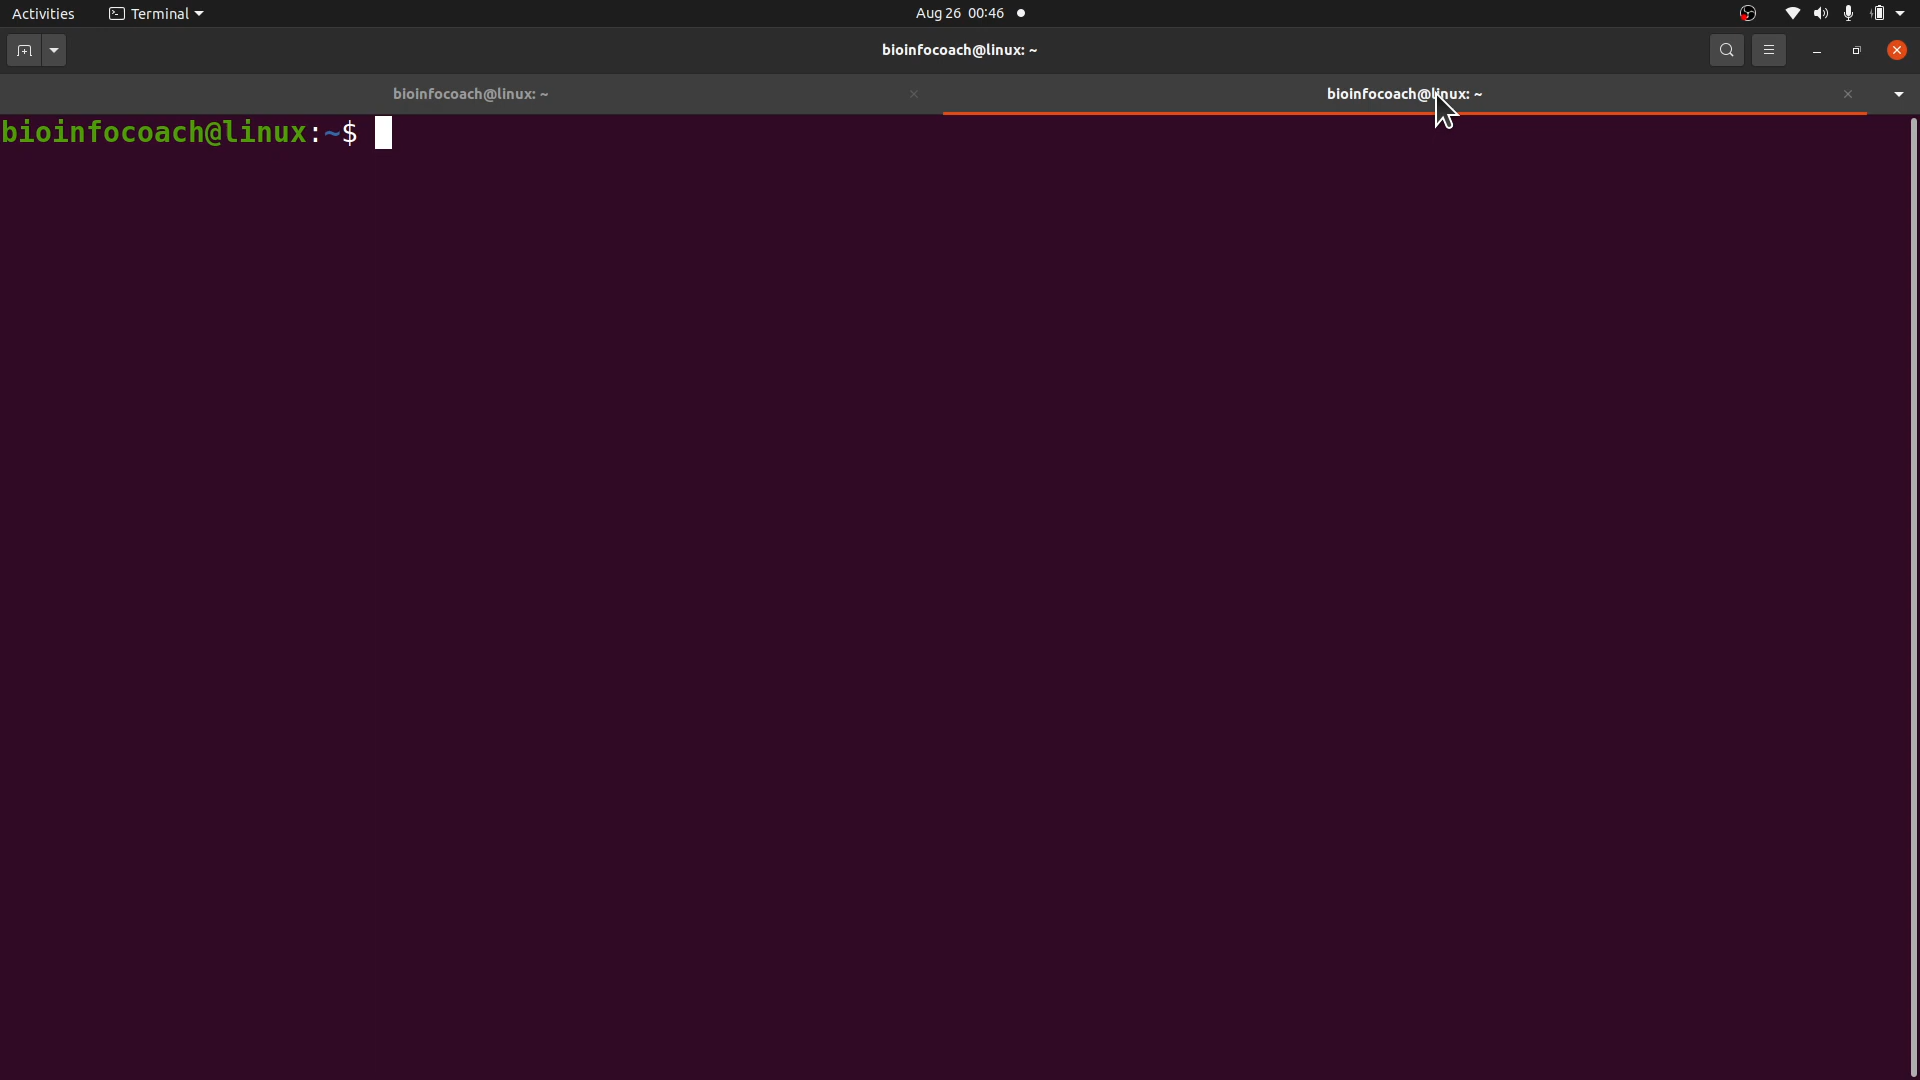 Activities Terminal Aug 26 00:46
bioinfocoach@linux: ~
bioinfocoach@linux: ~ bioinfocoach@linux: ~
bioinfocoach@linux:~$